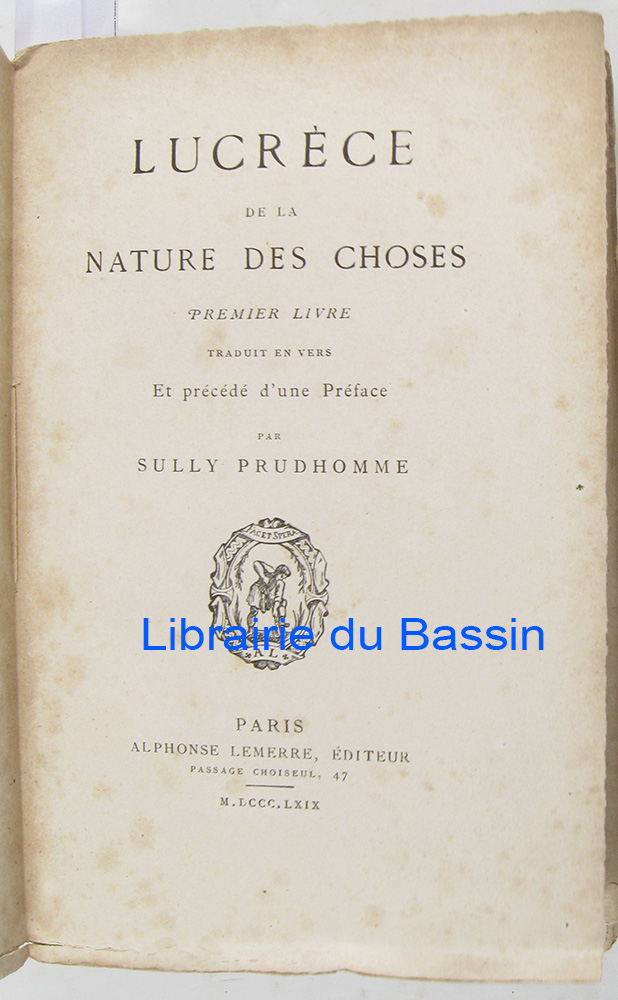 LUCRÈCE
DE LA
NATURE DES CHOSES
PREMIER LIVRE
TRADUIT EN VERS
Et précédé d'une Préface
PAR
SULLY PRUDHOMME
FAC ET SPERA
Librairie du Bassin
AL
PARIS
ALPHONSE LEMERRE, ÉDITEUR
PASSAGE CHOISEUL, 47
M.DCCC.LXIX